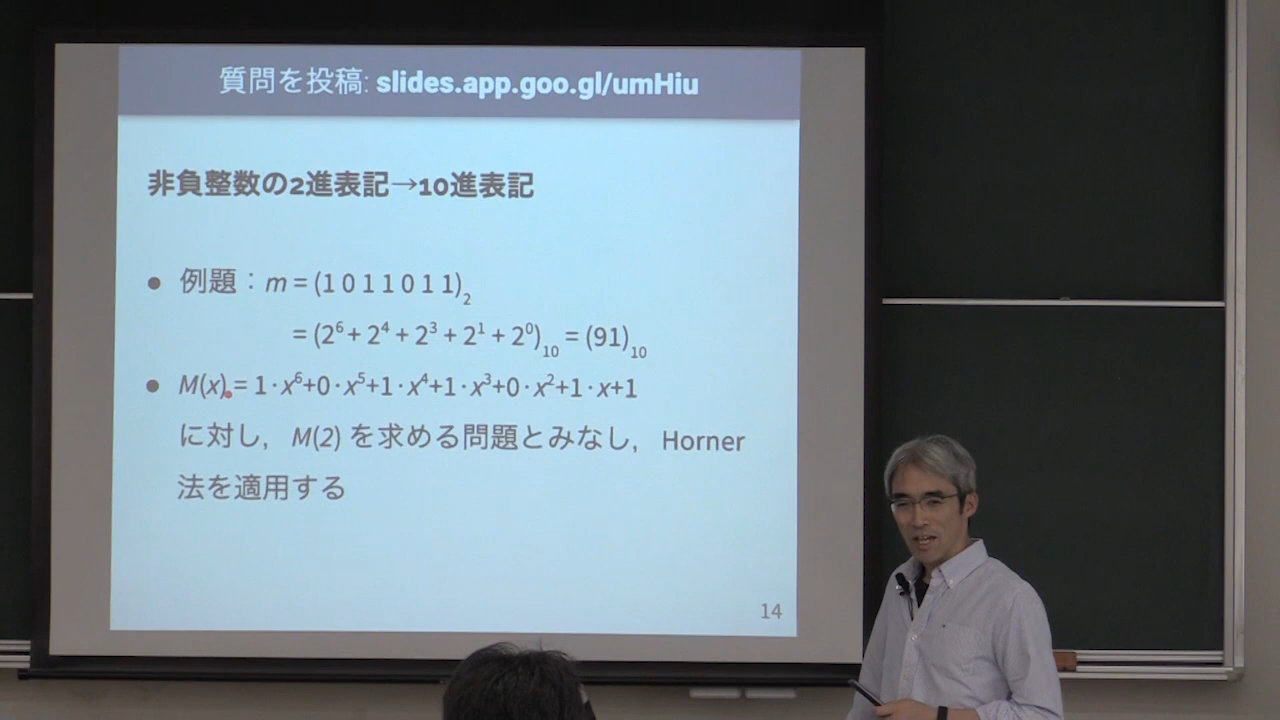 質問を投稿: slides.app.goo.gl/umHiu
非負整数の2進表記→10進表記
● 例題：m = (1 0 1 1 0 1 1)₂
= (2⁶ + 2⁴ + 2³ + 2¹ + 2⁰)₁₀ = (91)₁₀
● M(x) = 1・x⁶+0・x⁵+1・x⁴+1・x³+0・x²+1・x+1
に対し， M(2) を求める問題とみなし， Horner
法を適用する
14